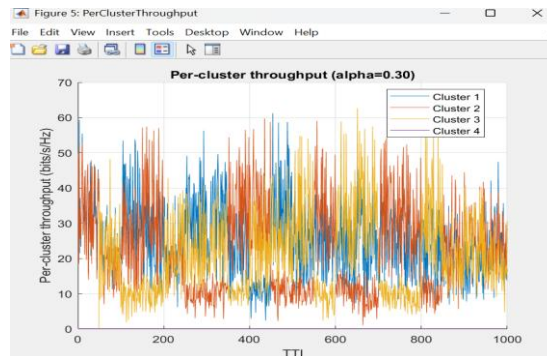 Figure 5: PerClusterThroughput
File Edit View Insert Tools Desktop Window Help
Per-cluster throughput (alpha=0.30)
Cluster 1
Cluster 2
Cluster 3
Cluster 4
Per-cluster throughput (bits/s/Hz)
70
60
50
40
30
20
10
0
0 200 400 600 800 1000
TTI